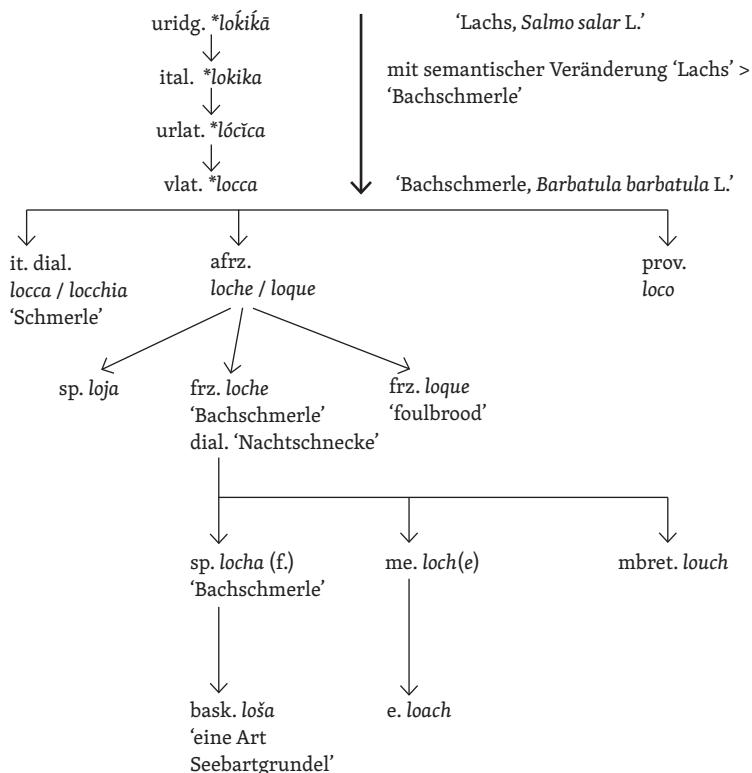 uridg. *loḱiḱā
‘Lachs, Salmo salar L.’
ital. *lokika
mit semantischer Veränderung ‘Lachs’ >
‘Bachschmerle’
urlat. *lócĭca
vlat. *locca
‘Bachschmerle, Barbatula barbatula L.’
it. dial.
locca / locchia
‘Schmerle’
afrz.
loche / loque
prov.
loco
sp. loja
frz. loche
‘Bachschmerle’
dial. ‘Nachtschnecke’
frz. loque
‘foulbrood’
sp. locha (f.)
‘Bachschmerle’
me. loch(e)
mbret. louch
bask. loša
‘eine Art
Seebartgrundel’
e. loach